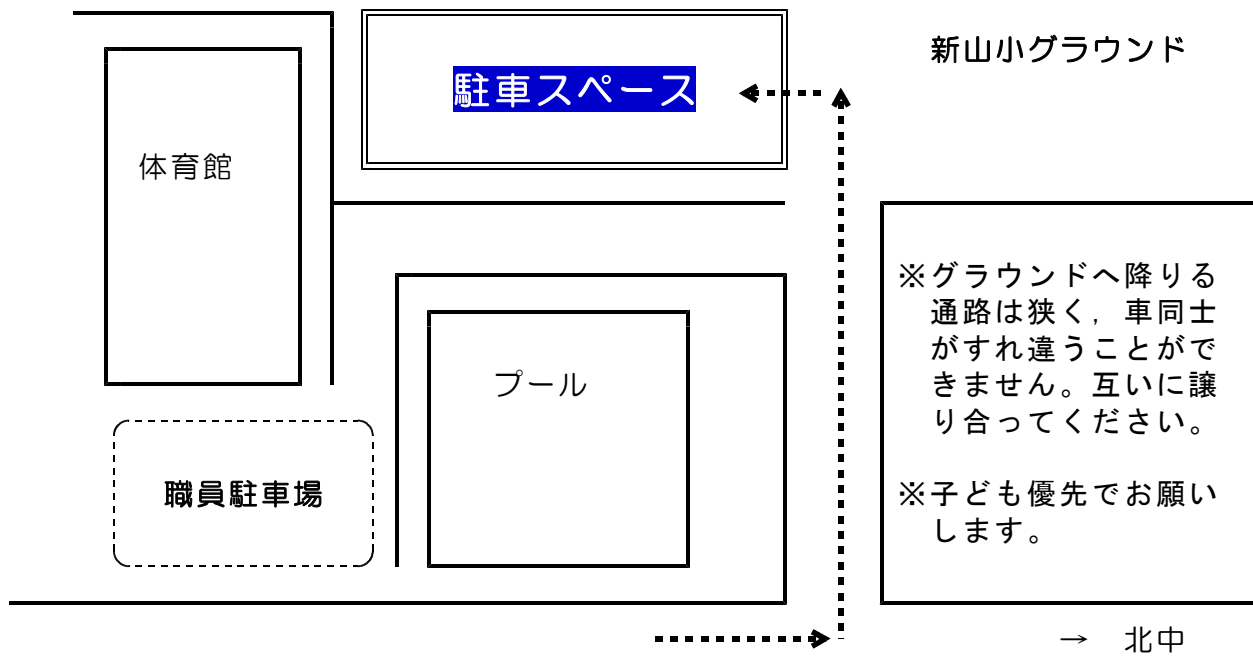 新山小グラウンド
駐車スペース
体育館
※グラウンドへ降りる
通路は狭く，車同士
がすれ違うことがで
きません。互いに譲
り合ってください。
プール
職員駐車場
※子ども優先でお願い
します。
→　北中